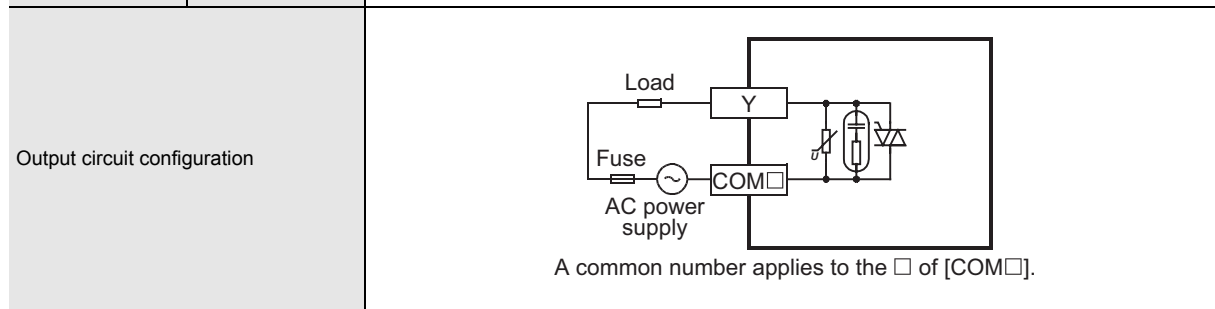 Output circuit configuration
Load
Y
Fuse
COM□
AC power
supply
U
A common number applies to the □ of [COM□].